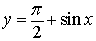 y = π/2 + sin x